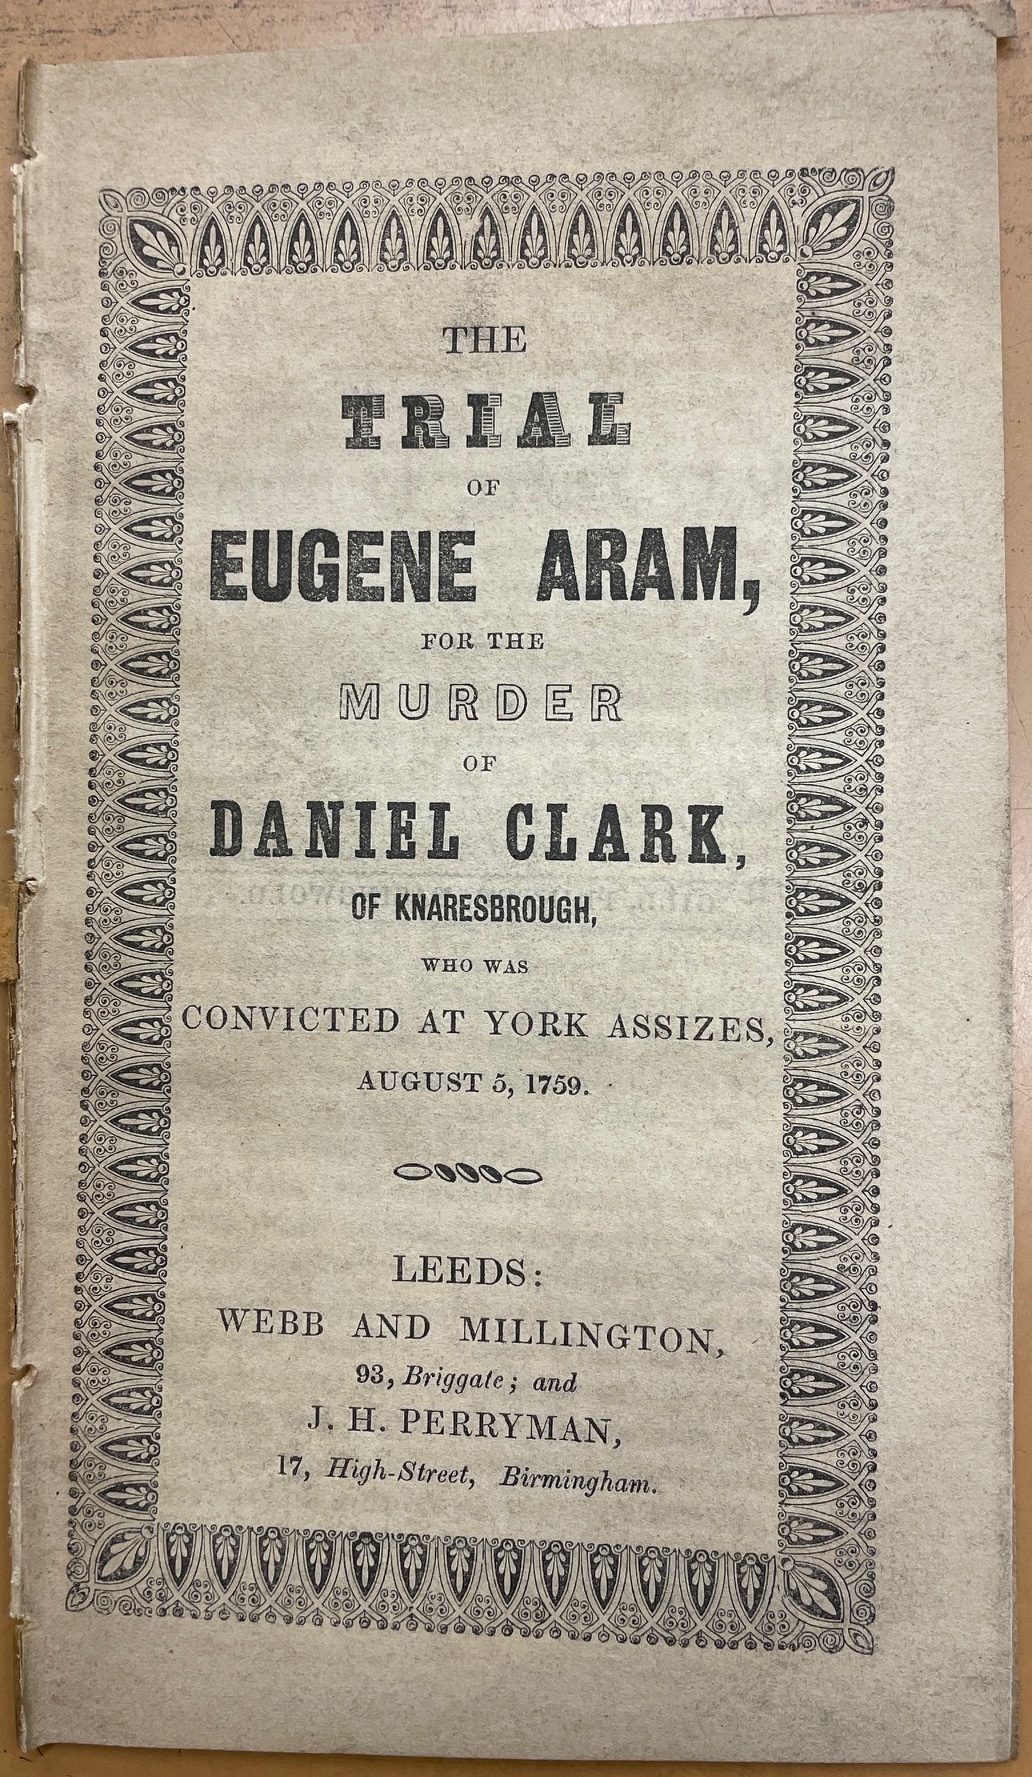 THE
TRIAL
OF
EUGENE ARAM,
FOR THE
MURDER
OF
DANIEL CLARK,
OF KNARESBROUGH,
WHO WAS
CONVICTED AT YORK ASSIZES,
AUGUST 5, 1759.
LEEDS:
WEBB AND MILLINGTON,
93, Briggate; and
J. H. PERRYMAN,
17, High-Street, Birmingham.